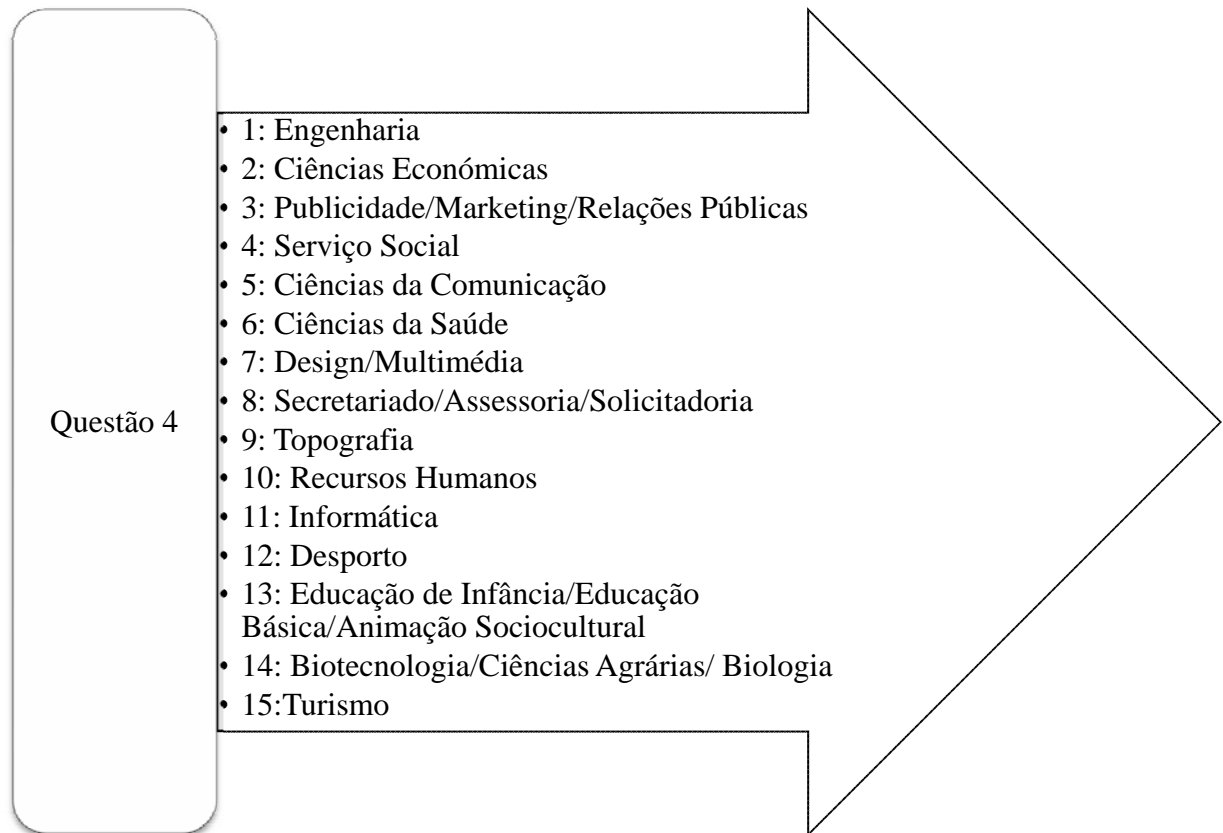 Questão 4
• 1: Engenharia
• 2: Ciências Económicas
• 3: Publicidade/Marketing/Relações Públicas
• 4: Serviço Social
• 5: Ciências da Comunicação
• 6: Ciências da Saúde
• 7: Design/Multimédia
• 8: Secretariado/Assessoria/Solicitadoria
• 9: Topografia
• 10: Recursos Humanos
• 11: Informática
• 12: Desporto
• 13: Educação de Infância/Educação
Básica/Animação Sociocultural
• 14: Biotecnologia/Ciências Agrárias/ Biologia
• 15:Turismo